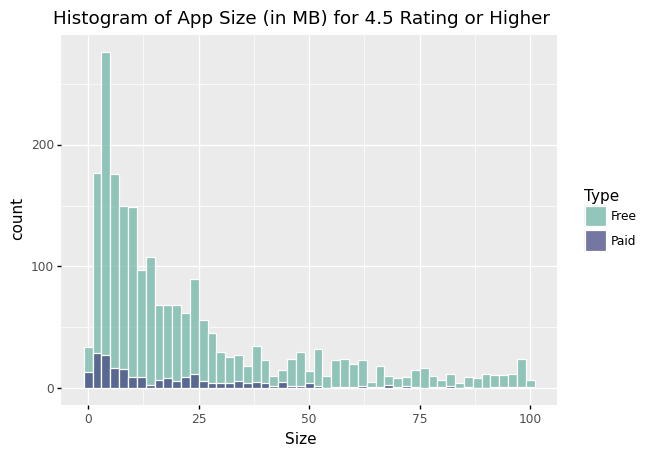 Histogram of App Size (in MB) for 4.5 Rating or Higher
200
100
0
count
0 25 50 75 100
Size
Type
Free
Paid